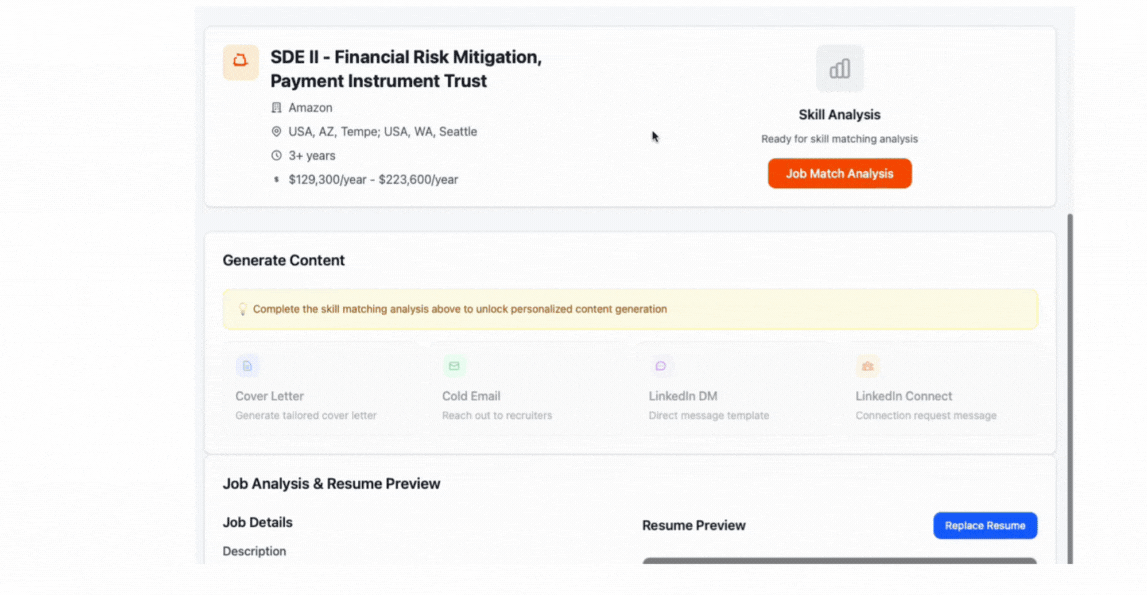 SDE II - Financial Risk Mitigation,
Payment Instrument Trust
Amazon
USA, AZ, Tempe; USA, WA, Seattle
3+ years
$ $129,300/year - $223,600/year
Skill Analysis
Ready for skill matching analysis
Job Match Analysis
Generate Content
Complete the skill matching analysis above to unlock personalized content generation
Cover Letter
Generate tailored cover letter
Cold Email
Reach out to recruiters
LinkedIn DM
Direct message template
LinkedIn Connect
Connection request message
Job Analysis & Resume Preview
Job Details
Description
Resume Preview
Replace Resume